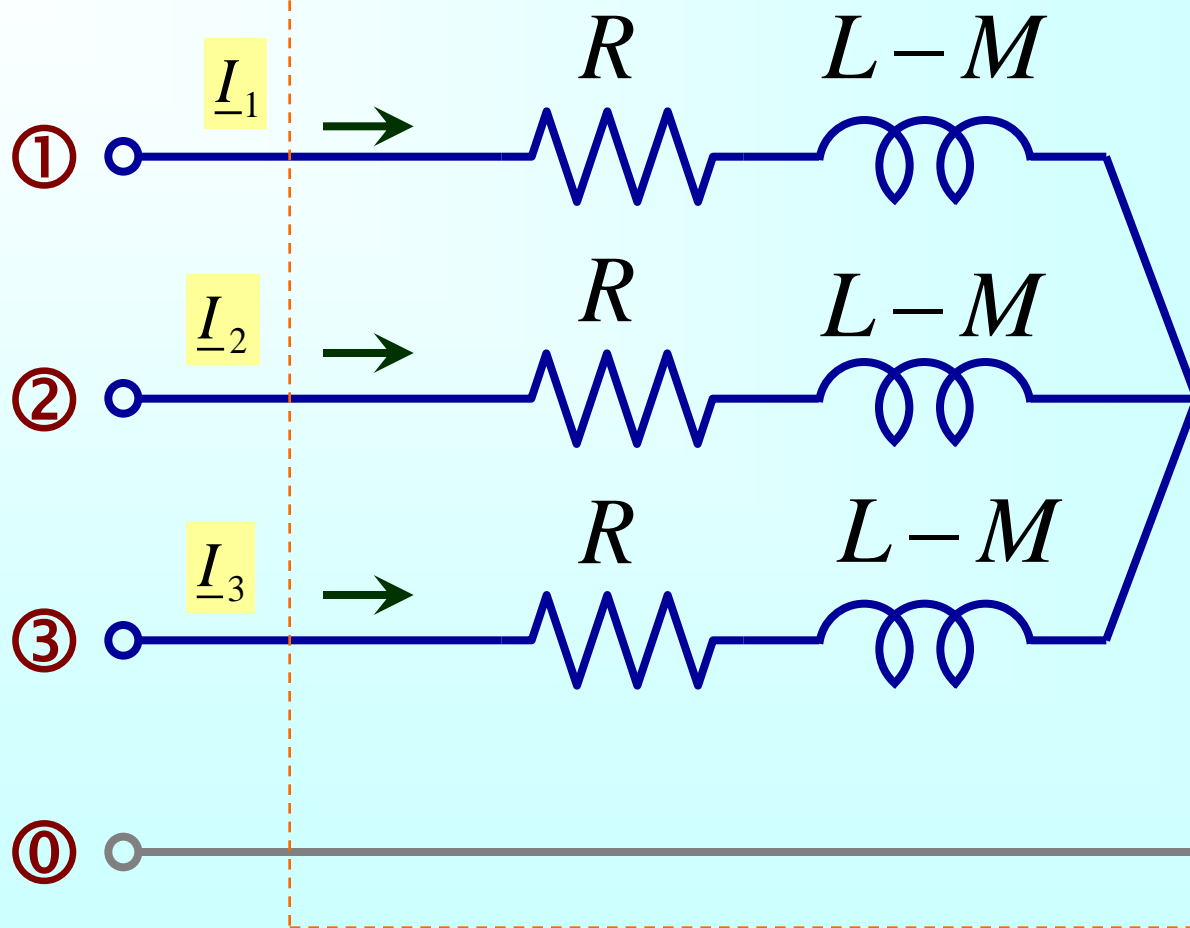 R L – M
I₁
①
R L – M
I₂
②
R L – M
I₃
③
⓪